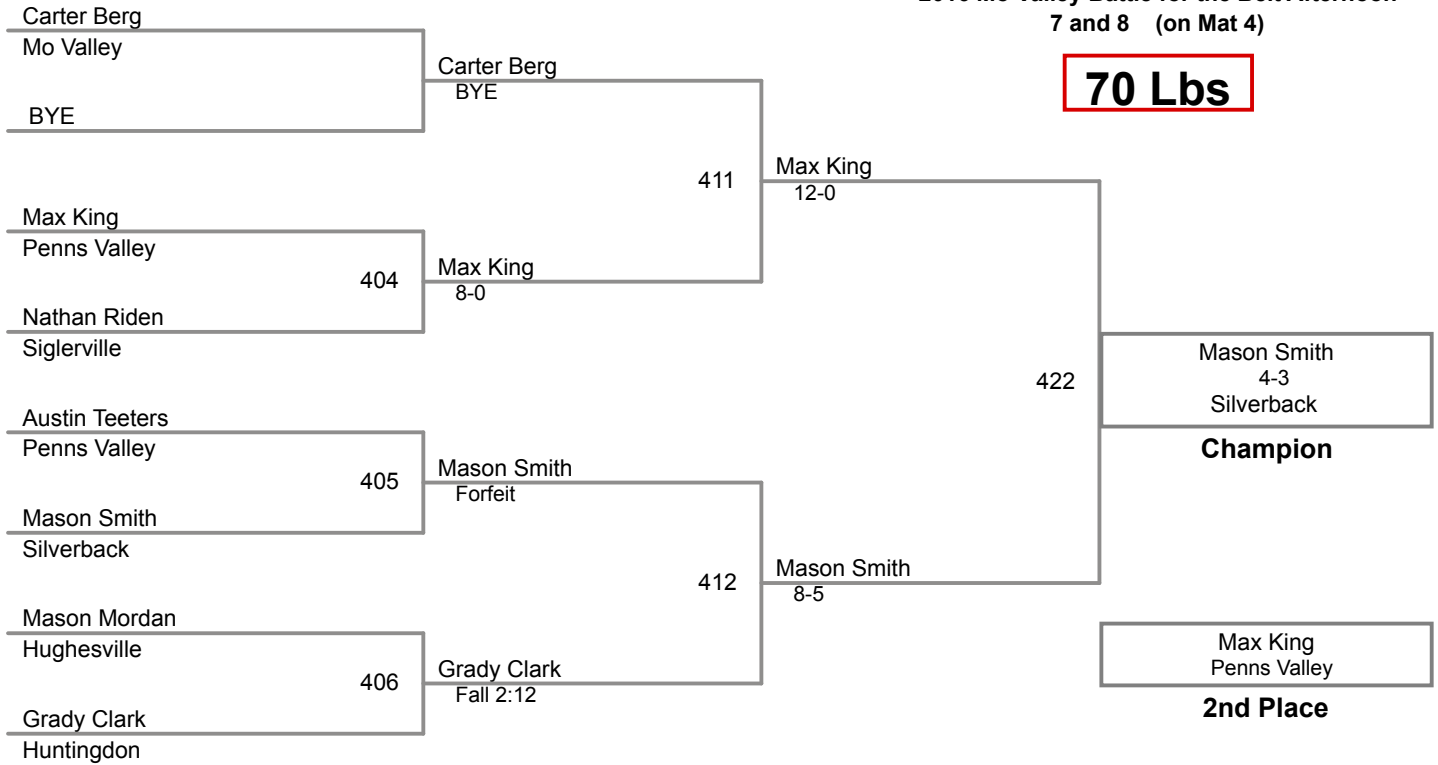 7 and 8 (on Mat 4)
70 Lbs
Carter Berg
Mo Valley
BYE
Max King
Penns Valley
404
Nathan Riden
Siglerville
Austin Teeters
Penns Valley
405
Mason Smith
Silverback
Mason Mordan
Hughesville
406
Grady Clark
Huntingdon
Carter Berg
BYE
411
Max King
8-0
Mason Smith
Forfeit
412
Grady Clark
Fall 2:12
Max King
12-0
422
Mason Smith
8-5
Mason Smith
4-3
Silverback
Champion
Max King
Penns Valley
2nd Place